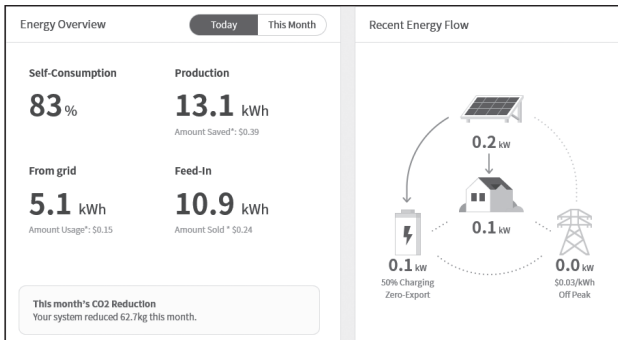 Energy Overview
Today
This Month
Self-Consumption
83 %
Production
13.1 kWh
Amount Saved*: $0.39
From grid
5.1 kWh
Amount Usage*: $0.15
Feed-In
10.9 kWh
Amount Sold * $0.24
This month's CO2 Reduction
Your system reduced 62.7kg this month.
Recent Energy Flow
0.2 kW
0.1 kW
0.1 kW
50% Charging
Zero-Export
0.0 kW
$0.03/kWh
Off Peak